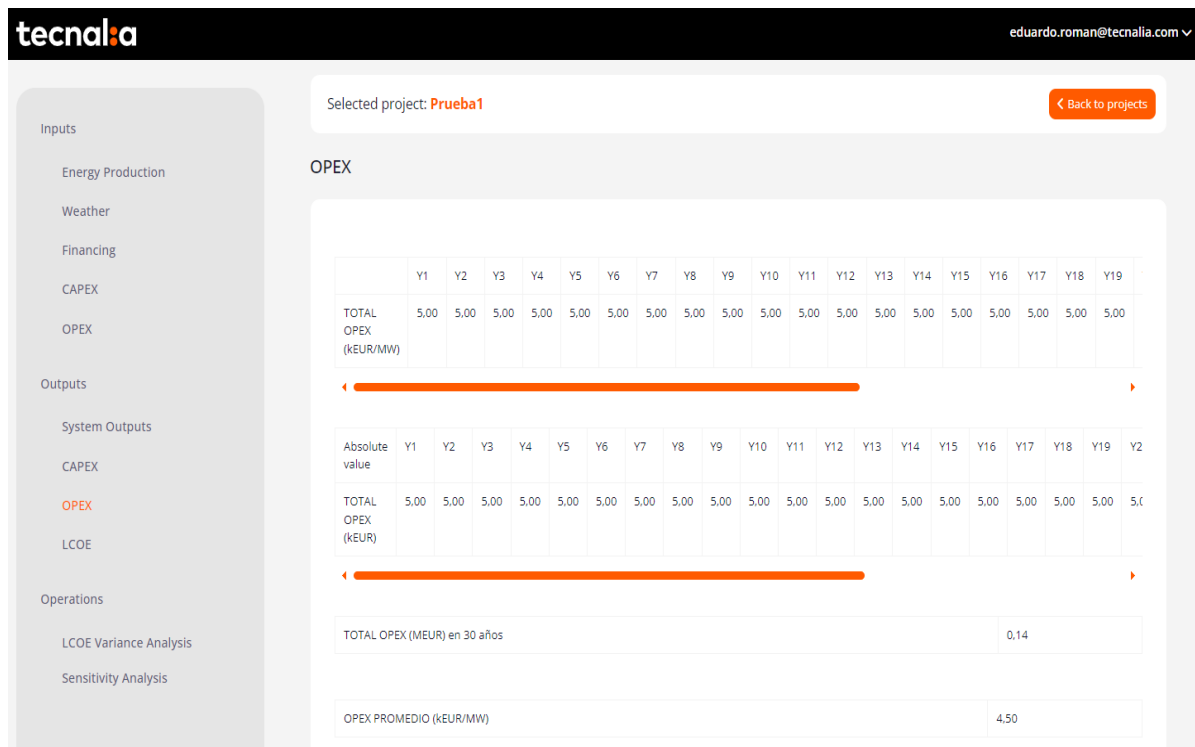 tecnal:a
eduardo.roman@tecnalia.com
Selected project: Prueba1
Back to projects
Inputs
Energy Production
Weather
Financing
CAPEX
OPEX
Outputs
System Outputs
CAPEX
OPEX
LCOE
Operations
LCOE Variance Analysis
Sensitivity Analysis
OPEX
Y1 Y2 Y3 Y4 Y5 Y6 Y7 Y8 Y9 Y10 Y11 Y12 Y13 Y14 Y15 Y16 Y17 Y18 Y19
TOTAL 5,00 5,00 5,00 5,00 5,00 5,00 5,00 5,00 5,00 5,00 5,00 5,00 5,00 5,00 5,00 5,00 5,00 5,00 5,00
OPEX
(kEUR/MW)
Absolute Y1 Y2 Y3 Y4 Y5 Y6 Y7 Y8 Y9 Y10 Y11 Y12 Y13 Y14 Y15 Y16 Y17 Y18 Y19 Y2
value
TOTAL 5,00 5,00 5,00 5,00 5,00 5,00 5,00 5,00 5,00 5,00 5,00 5,00 5,00 5,00 5,00 5,00 5,00 5,00 5,00 5,0
OPEX
(kEUR)
TOTAL OPEX (MEUR) en 30 años 0,14
OPEX PROMEDIO (kEUR/MW) 4,50